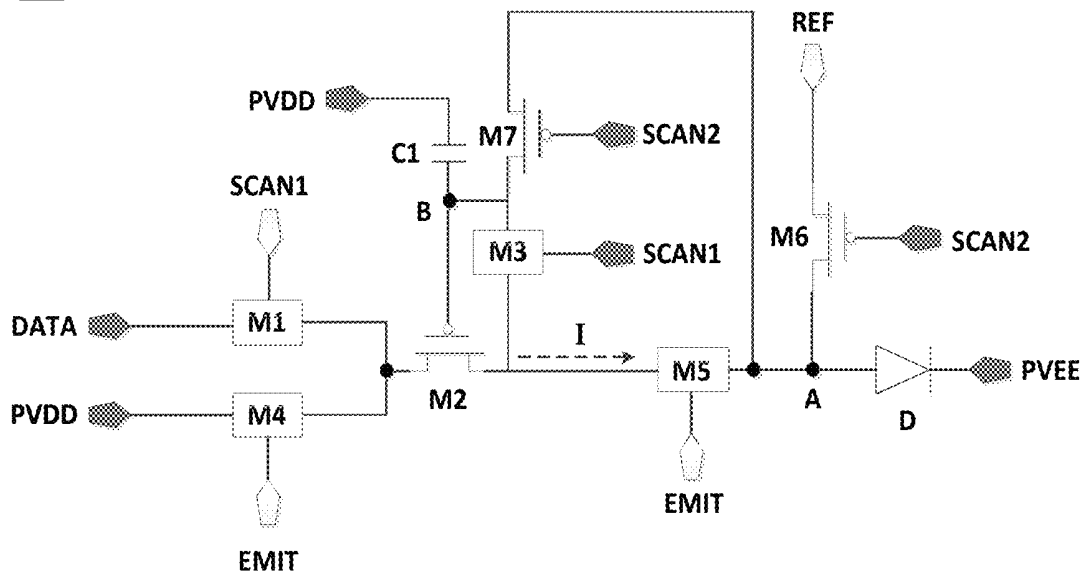 REF
PVDD
M7
SCAN2
C1
SCAN1
B
M6
SCAN2
M3
SCAN1
DATA
M1
I
M5
PVEE
M2
A
D
PVDD
M4
EMIT
EMIT